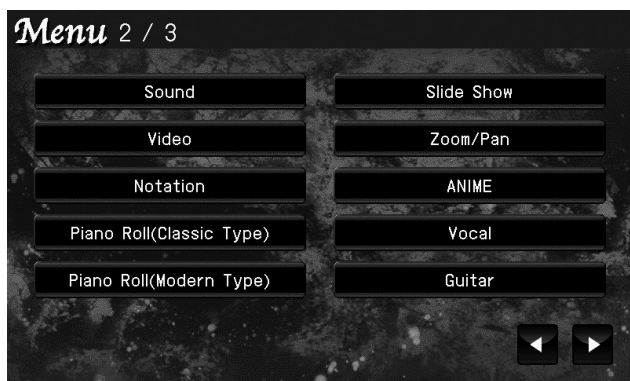 Menu 2 / 3
Sound
Slide Show
Video
Zoom/Pan
Notation
ANIME
Piano Roll(Classic Type)
Vocal
Piano Roll(Modern Type)
Guitar